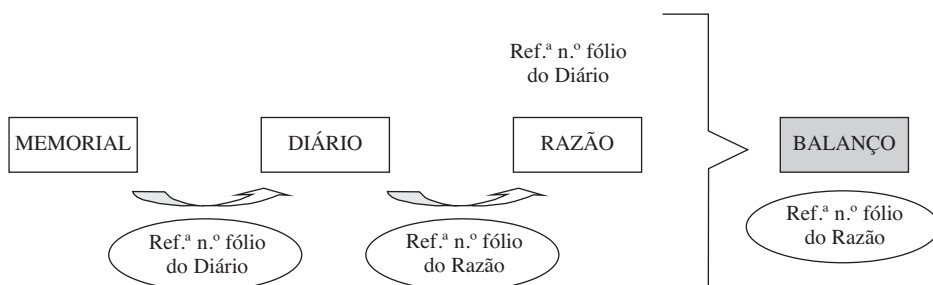 Ref.ª n.º fólio
do Diário
MEMORIAL
DIÁRIO
RAZÃO
BALANÇO
Ref.ª n.º fólio
do Diário
Ref.ª n.º fólio
do Razão
Ref.ª n.º fólio
do Razão